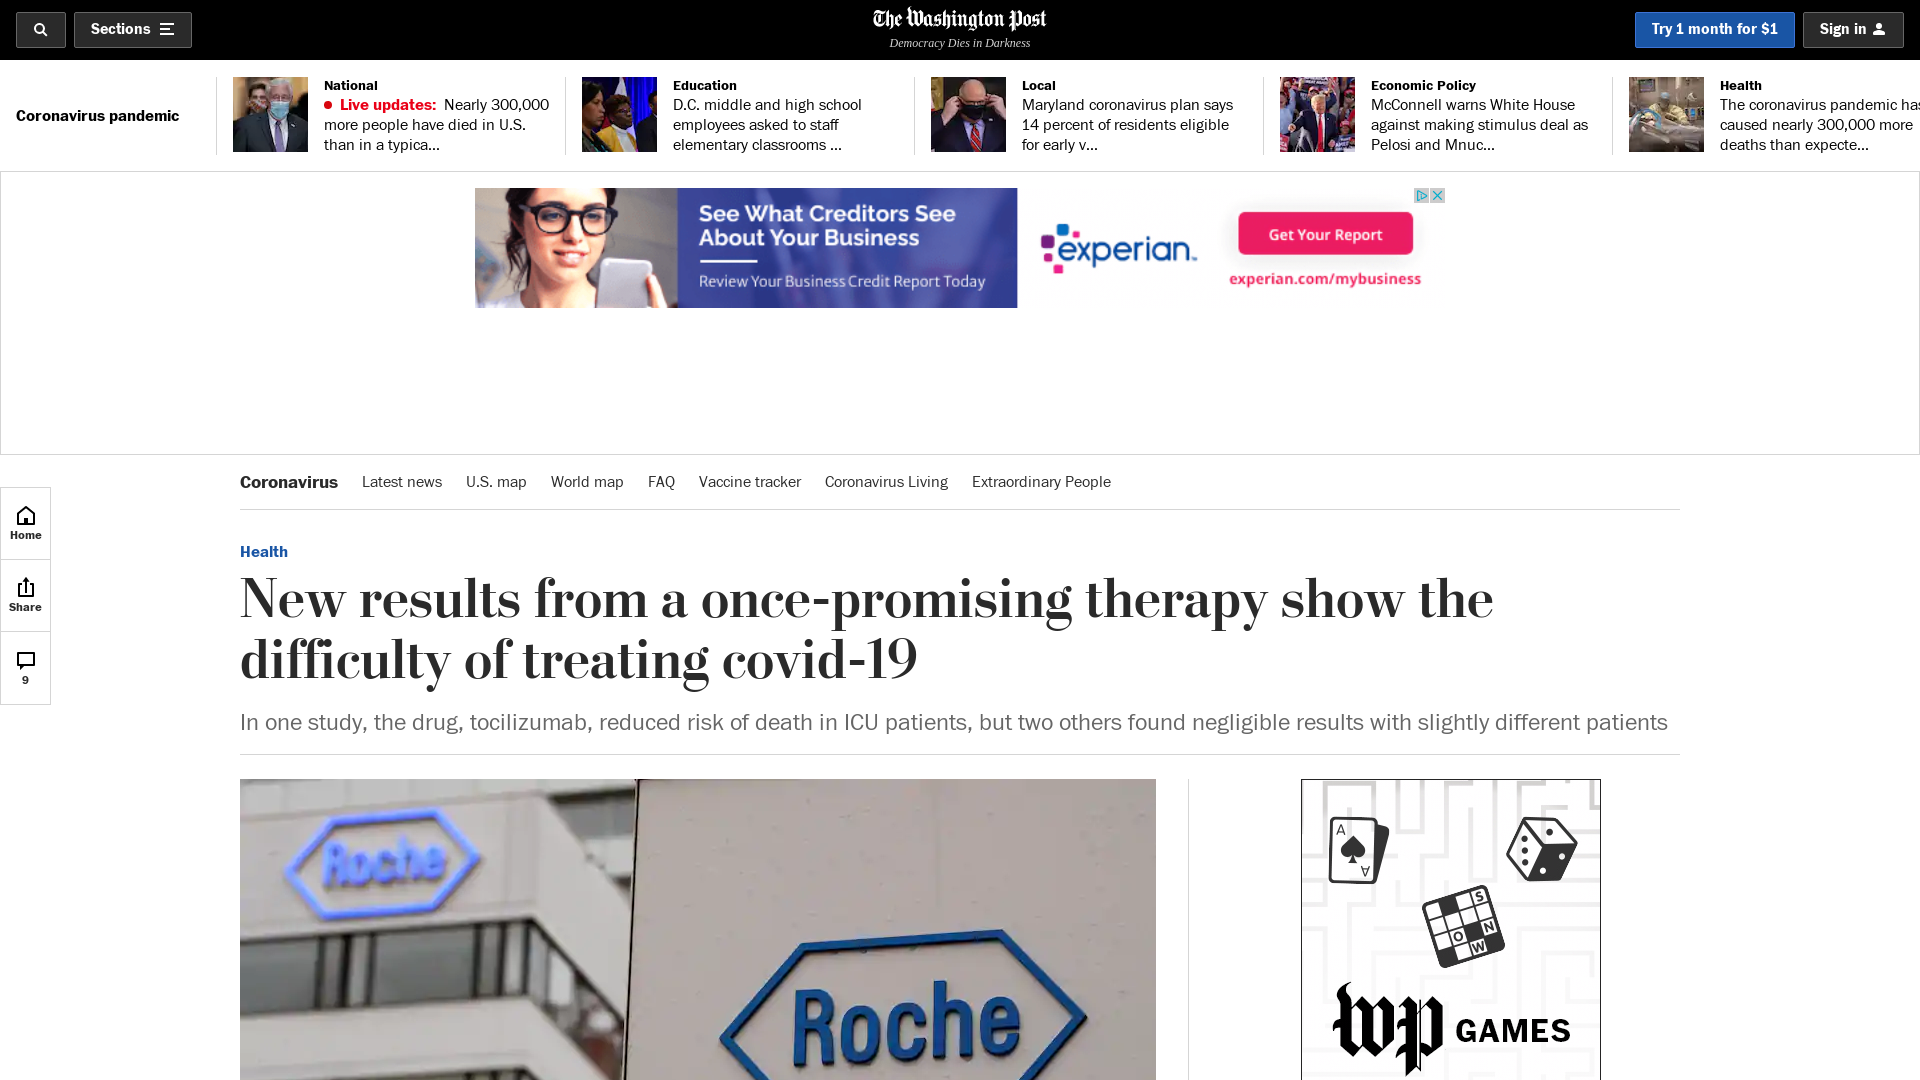 Sections
The Washington Post
Democracy Dies in Darkness
Try 1 month for $1
Sign in
Coronavirus pandemic
National
Live updates: Nearly 300,000
more people have died in U.S.
than in a typica...
Education
D.C. middle and high school
employees asked to staff
elementary classrooms ...
Local
Maryland coronavirus plan says
14 percent of residents eligible
for early v...
Economic Policy
McConnell warns White House
against making stimulus deal as
Pelosi and Mnuc...
Health
The coronavirus pandemic has
caused nearly 300,000 more
deaths than expecte...
See What Creditors See
About Your Business
Review Your Business Credit Report Today
experian.
Get Your Report
experian.com/mybusiness
Coronavirus
Latest news
U.S. map
World map
FAQ
Vaccine tracker
Coronavirus Living
Extraordinary People
Home
Share
9
Health
New results from a once-promising therapy show the
difficulty of treating covid-19
In one study, the drug, tocilizumab, reduced risk of death in ICU patients, but two others found negligible results with slightly different patients
Roche
Roche
A
A
S
O N
W
wp GAMES